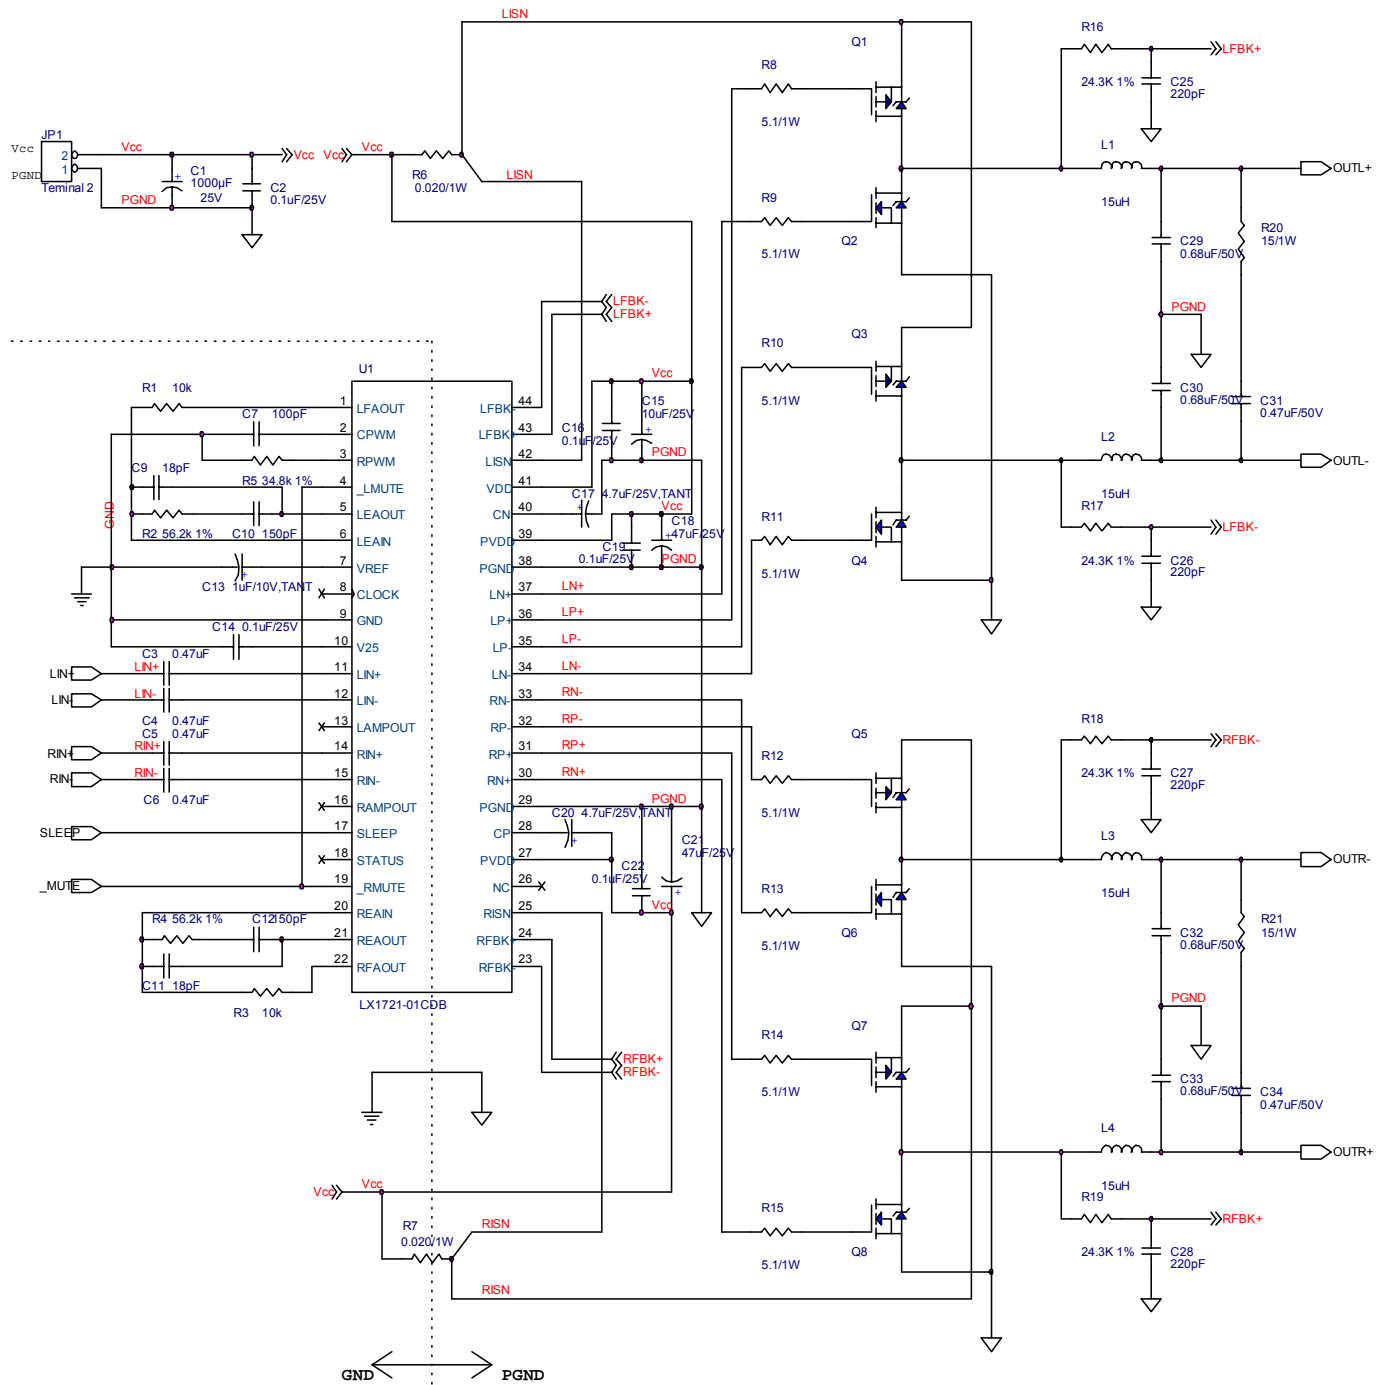 LISN
R16
LFBK+
24.3K 1%
C25
220pF
Q1
R8
5.1/1W
JP1
Vcc
2
1
PGND
Teminal 2
Vcc
PGND
C1
1000µF
25V
C2
0.1uF/25V
Vcc
Vcc
Vcc
R6
0.020/1W
LISN
R9
5.1/1W
Q2
L1
15uH
OUTL+
C29
0.68uF/50V
R20
15/1W
PGND
LFBK-
LFBK+
Q3
R10
5.1/1W
C30
0.68uF/50V
C31
0.47uF/50V
L2
15uH
OUTL-
R17
LFBK-
24.3K 1%
C26
220pF
R11
5.1/1W
Q4
U1
R1 10k
C7 100pF
C9 18pF
R5 34.8k 1%
R2 56.2k 1%
C10 150pF
GND
C13 1uF/10V,TANT
C14 0.1uF/25V
1 LFAOUT
2 CPWM
3 RPWM
4 _LMUTE
5 LEAOUT
6 LEAIN
7 VREF
8 CLOCK
9 GND
10 V25
11 LIN+
12 LIN-
13 LAMPOUT
14 RIN+
15 RIN-
16 RAMPOUT
17 SLEEP
18 STATUS
19 _RMUTE
20 REAIN
21 REAOUT
22 RFAOUT
LFBK- 44
LFBK+ 43
LISN 42
VDD 41
CN 40
PVDD 39
PGND 38
LN+ 37
LP+ 36
LP- 35
LN- 34
RN- 33
RP- 32
RP+ 31
RN+ 30
PGND 29
CP 28
PVDD 27
NC 26
RISN 25
RFBK+ 24
RFBK- 23
LX1721-01CDB
Vcc
C15
10uF/25V
C16
0.1uF/25V
PGND
C17 4.7uF/25V,TANT
Vcc
C18
47uF/25V
C19
0.1uF/25V
PGND
LN+
LP+
LP-
LN-
RN-
RP-
RP+
RN+
LIN+
LIN+
C3 0.47uF
LIN-
LIN-
C4 0.47uF
C5 0.47uF
RIN+
RIN+
RIN-
RIN-
C6 0.47uF
SLEEP
_MUTE
R4 56.2k 1%
C12 150pF
C11 18pF
R3 10k
PGND
C20 4.7uF/25V,TANT
C21
47uF/25V
C22
0.1uF/25V
Vcc
RFBK+
RFBK-
Q5
R12
5.1/1W
R18
RFBK-
24.3K 1%
C27
220pF
R13
5.1/1W
Q6
L3
15uH
OUTR-
C32
0.68uF/50V
R21
15/1W
PGND
Q7
R14
5.1/1W
C33
0.68uF/50V
C34
0.47uF/50V
L4
15uH
OUTR+
R19
RFBK+
24.3K 1%
C28
220pF
R15
5.1/1W
Q8
Vcc
Vcc
R7
0.020/1W
RISN
RISN
GND
PGND